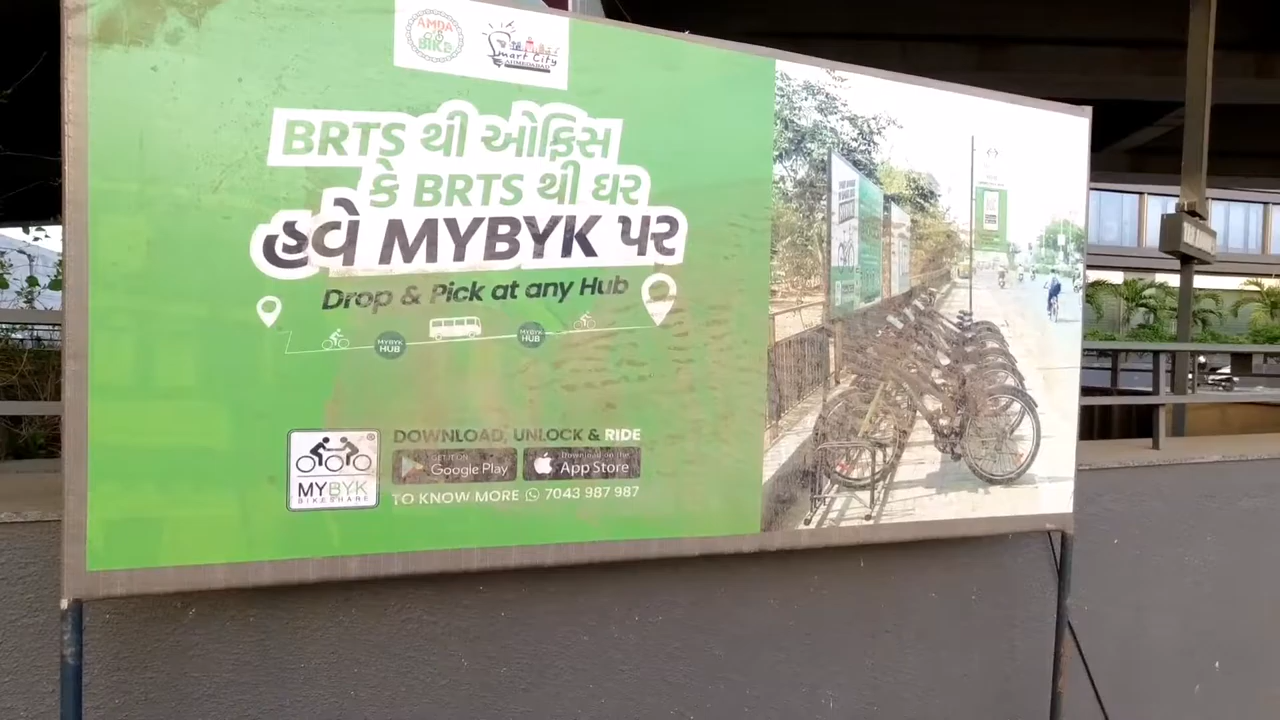 AMDA
BIKE
Smart City
AHMEDABAD
BRTS થી ઓફિસ
કે BRTS થી ઘર
હવે MYBYK પર
Drop & Pick at any Hub
MYBYK
HUB
MYBYK
HUB
DOWNLOAD, UNLOCK & RIDE
GET IT ON
Google Play
Download on the
App Store
MYBYK
BIKESHARE
TO KNOW MORE 7043 987 987